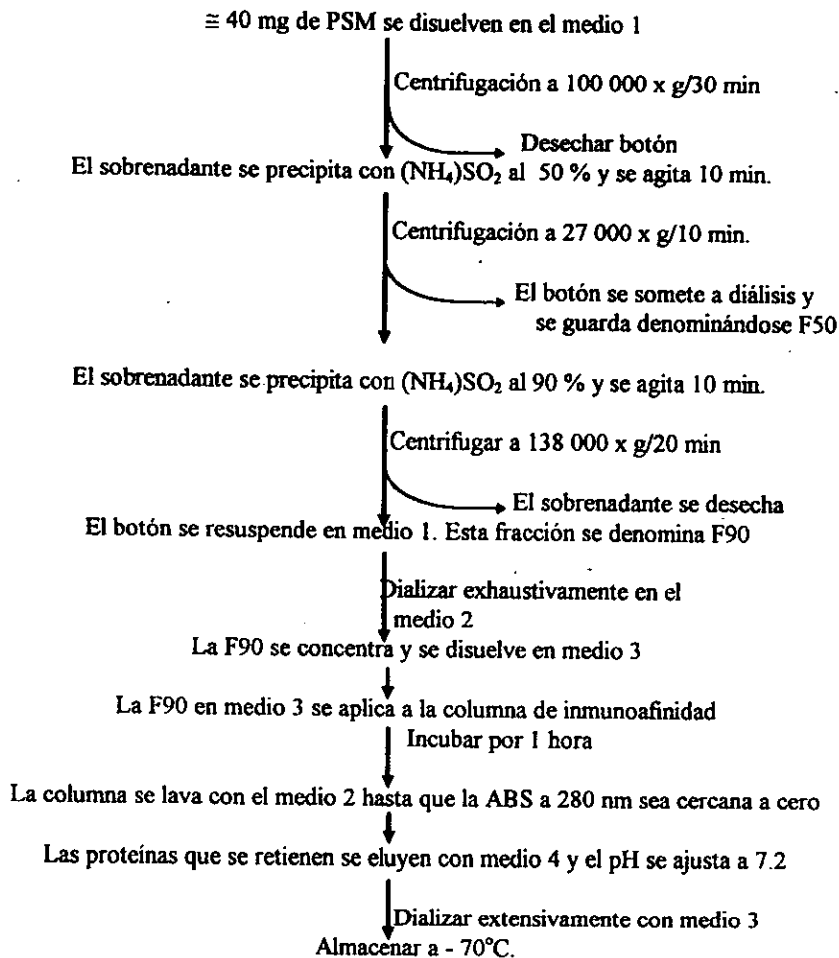 ≅ 40 mg de PSM se disuelven en el medio 1
Centrifugación a 100 000 x g/30 min
Desechar botón
El sobrenadante se precipita con (NH₄)SO₂ al 50 % y se agita 10 min.
Centrifugación a 27 000 x g/10 min.
El botón se somete a diálisis y
se guarda denominándose F50
El sobrenadante se precipita con (NH₄)SO₂ al 90 % y se agita 10 min.
Centrifugar a 138 000 x g/20 min
El sobrenadante se desecha
El botón se resuspende en medio 1. Esta fracción se denomina F90
Dializar exhaustivamente en el
medio 2
La F90 se concentra y se disuelve en medio 3
La F90 en medio 3 se aplica a la columna de inmunoafinidad
Incubar por 1 hora
La columna se lava con el medio 2 hasta que la ABS a 280 nm sea cercana a cero
Las proteínas que se retienen se eluyen con medio 4 y el pH se ajusta a 7.2
Dializar extensivamente con medio 3
Almacenar a - 70°C.